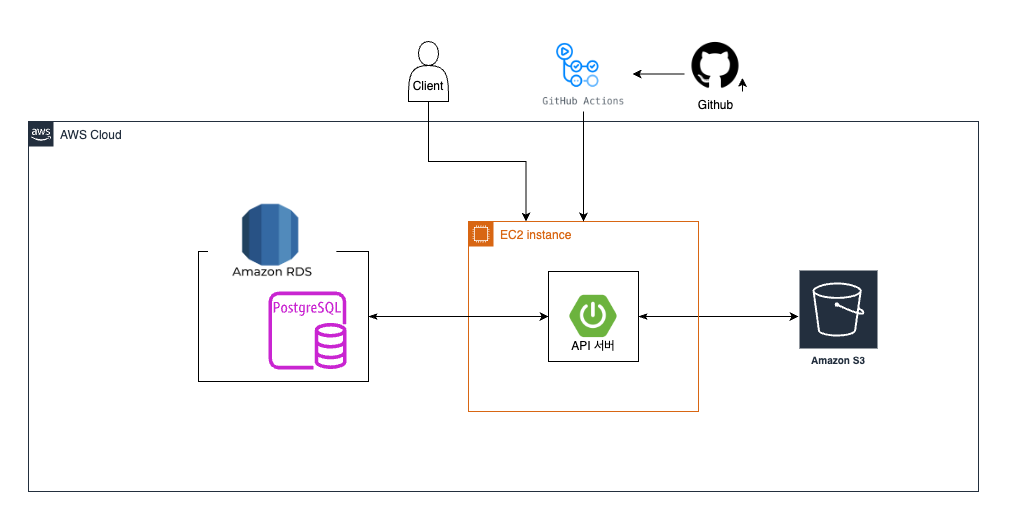 Client
GitHub Actions
Github
aws
AWS Cloud
Amazon RDS
PostgreSQL
EC2 instance
API 서버
Amazon S3